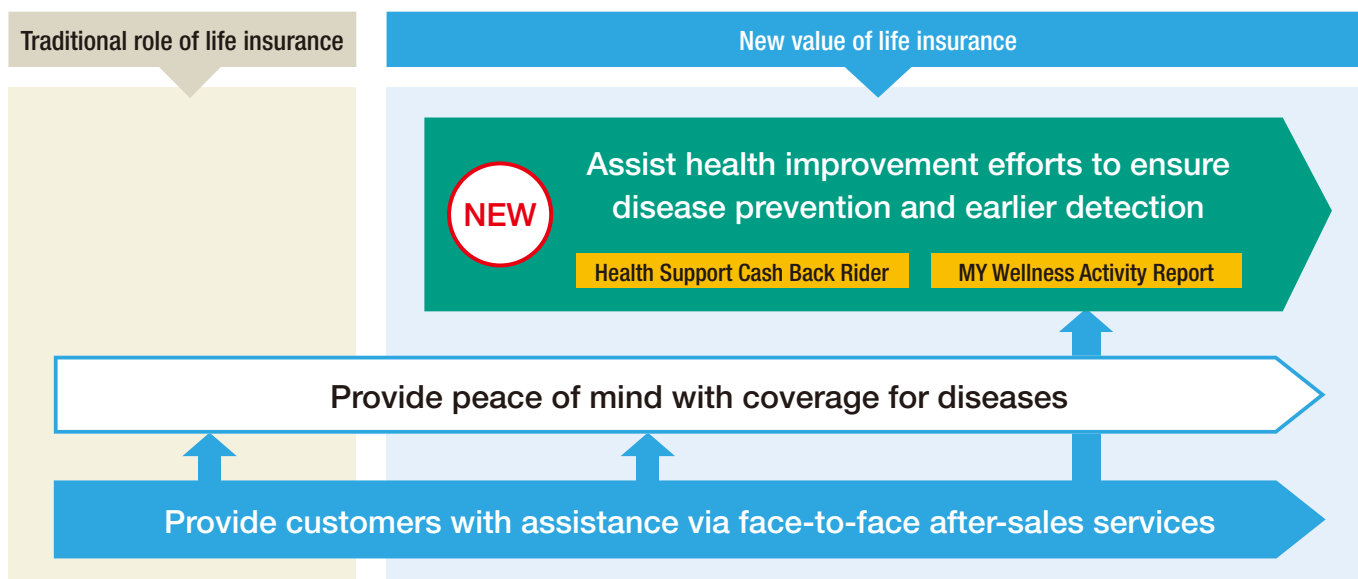 Traditional role of life insurance
New value of life insurance
NEW
Assist health improvement efforts to ensure
disease prevention and earlier detection
Health Support Cash Back Rider
MY Wellness Activity Report
Provide peace of mind with coverage for diseases
Provide customers with assistance via face-to-face after-sales services